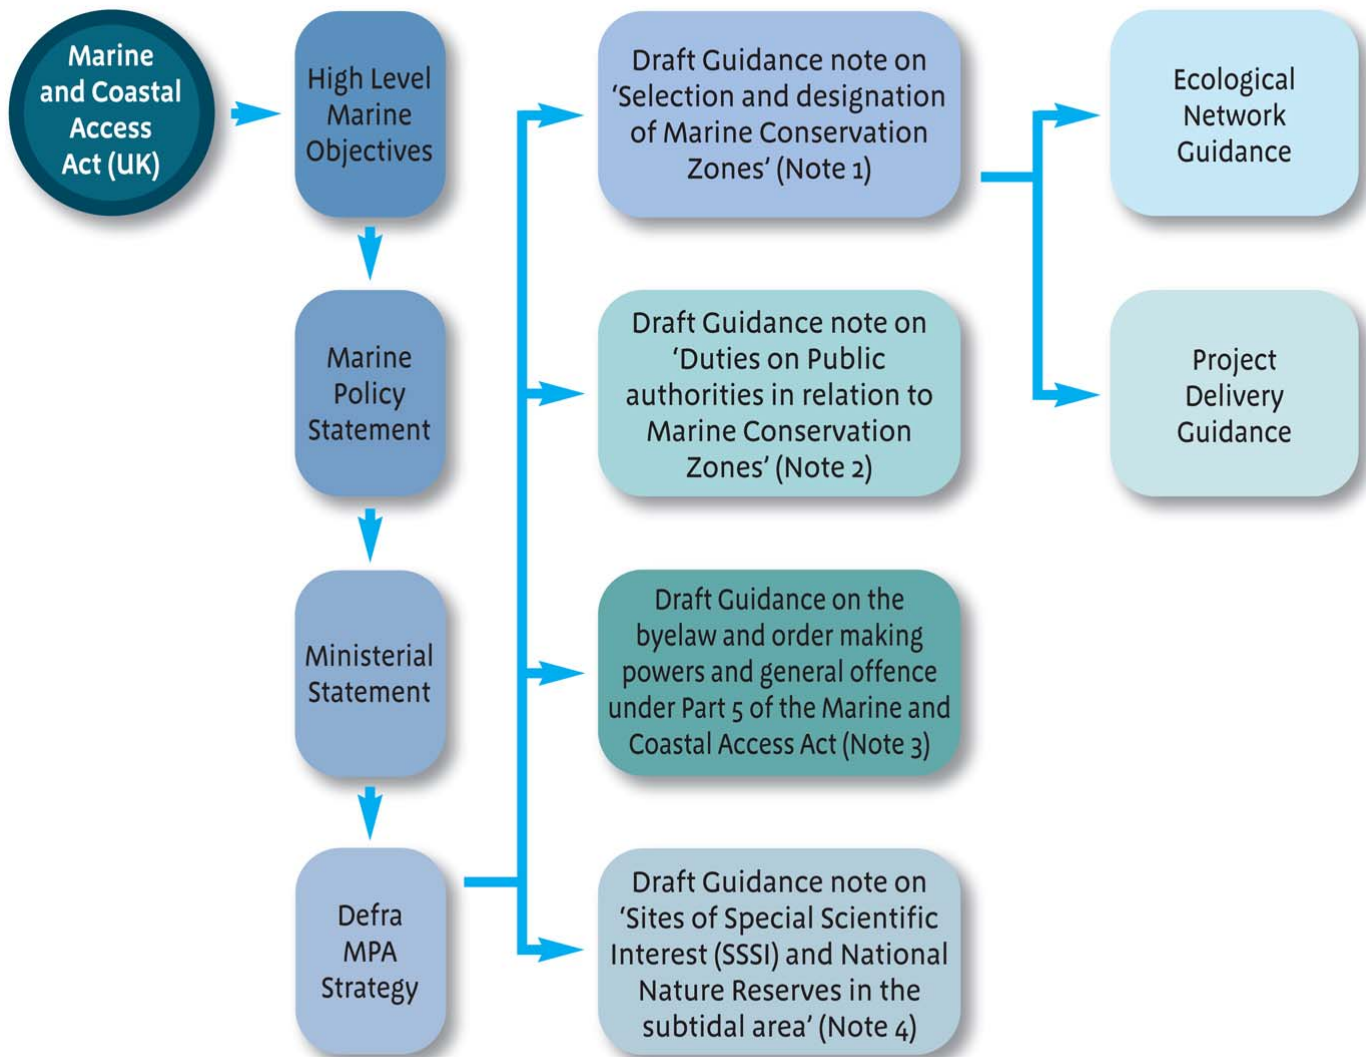 Marine
and Coastal
Access
Act (UK)
High Level
Marine
Objectives
Marine
Policy
Statement
Ministerial
Statement
Defra
MPA
Strategy
Draft Guidance note on
‘Selection and designation
of Marine Conservation
Zones’ (Note 1)
Draft Guidance note on
‘Duties on Public
authorities in relation to
Marine Conservation
Zones’ (Note 2)
Draft Guidance on the
byelaw and order making
powers and general offence
under Part 5 of the Marine and
Coastal Access Act (Note 3)
Draft Guidance note on
‘Sites of Special Scientific
Interest (SSSI) and National
Nature Reserves in the
subtidal area’ (Note 4)
Ecological
Network
Guidance
Project
Delivery
Guidance